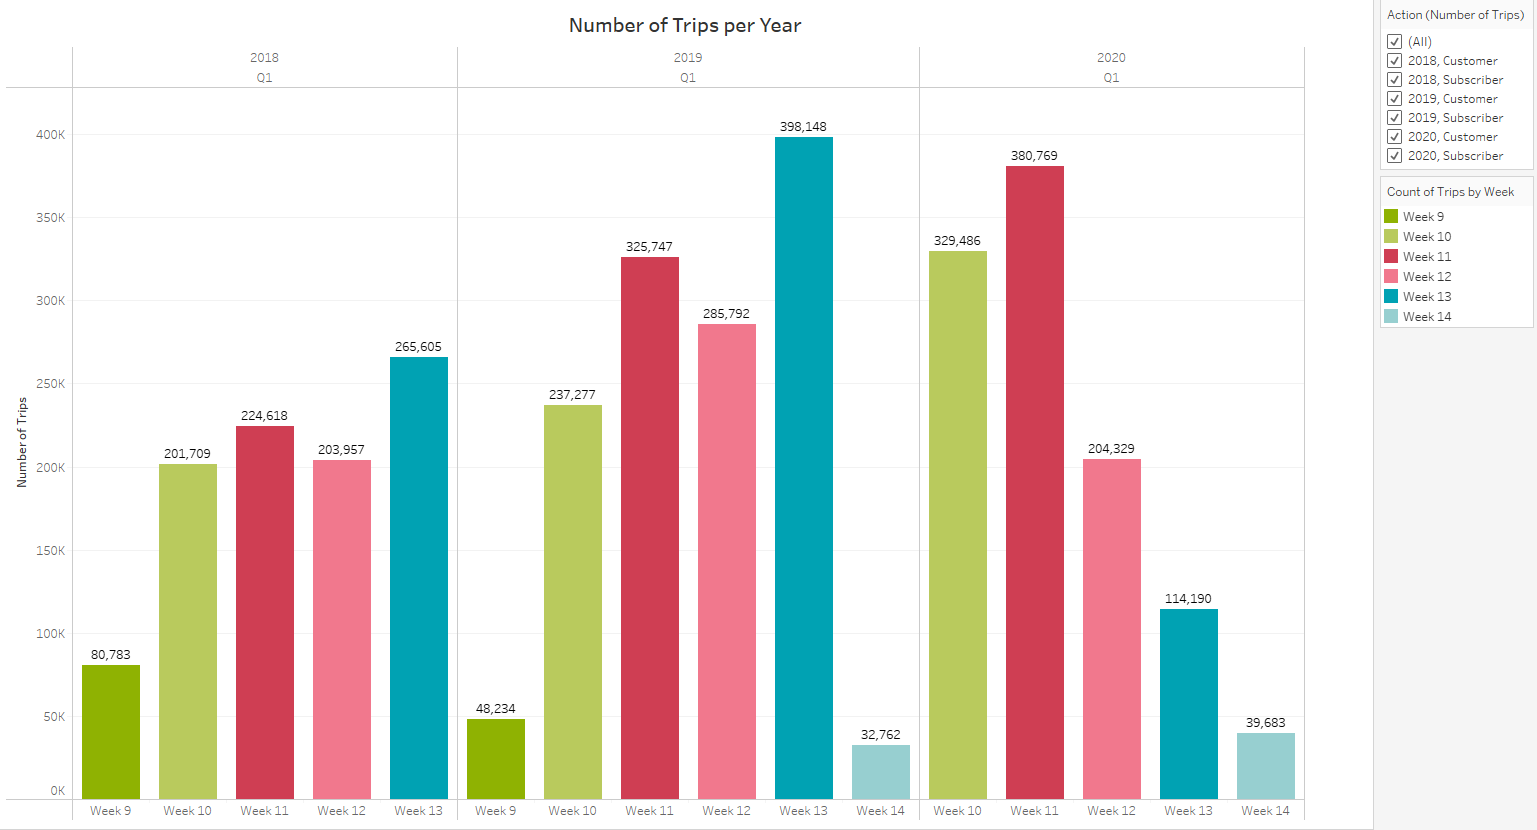 Number of Trips per Year
2018
Q1
2019
Q1
2020
Q1
Number of Trips
400K
350K
300K
250K
200K
150K
100K
50K
0K
80,783
201,709
224,618
203,957
265,605
48,234
237,277
325,747
285,792
398,148
32,762
329,486
380,769
204,329
114,190
39,683
Week 9
Week 10
Week 11
Week 12
Week 13
Week 9
Week 10
Week 11
Week 12
Week 13
Week 14
Week 10
Week 11
Week 12
Week 13
Week 14
Action (Number of Trips)
(All)
2018, Customer
2018, Subscriber
2019, Customer
2019, Subscriber
2020, Customer
2020, Subscriber
Count of Trips by Week
Week 9
Week 10
Week 11
Week 12
Week 13
Week 14